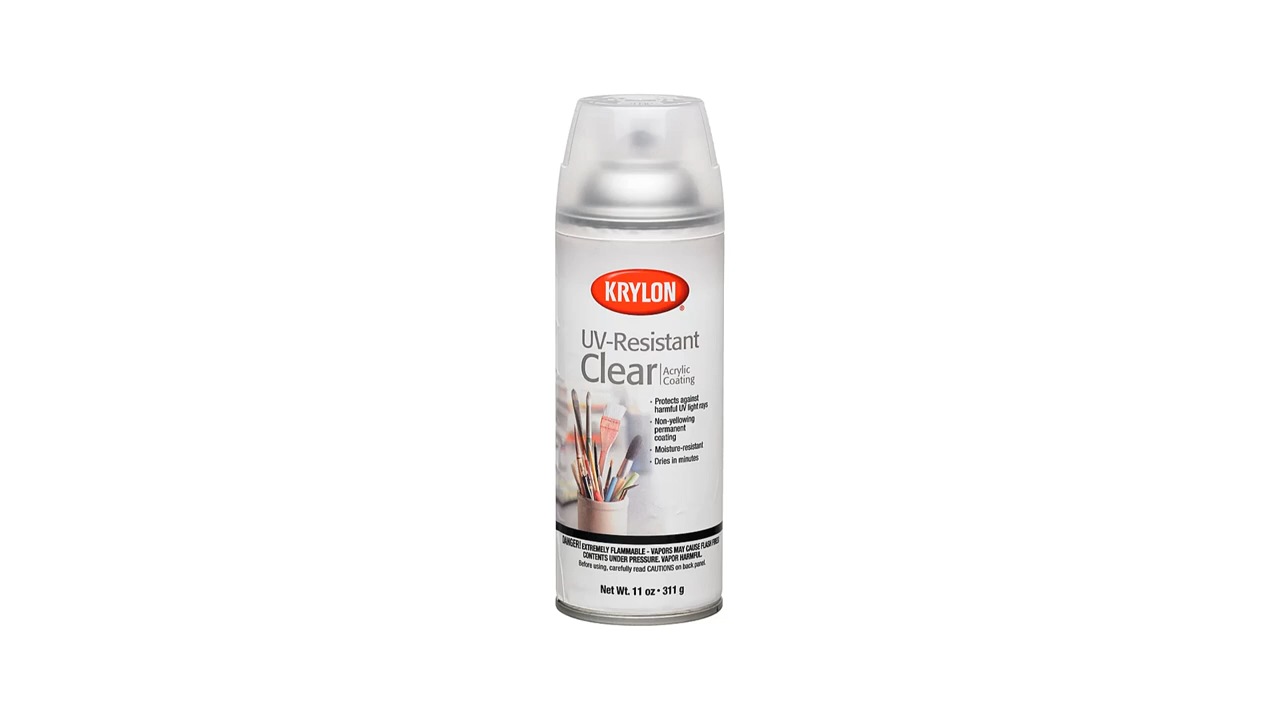 KRYLON®
UV-Resistant
Clear
Acrylic
Coating
• Protects against
harmful UV light rays
• Non-yellowing
permanent
coating
• Moisture-resistant
• Dries in minutes
DANGER! EXTREMELY FLAMMABLE - VAPORS MAY CAUSE FLASH FIRES.
CONTENTS UNDER PRESSURE. VAPOR HARMFUL.
Before using, carefully read CAUTIONS on back panel.
Net Wt. 11 oz • 311 g